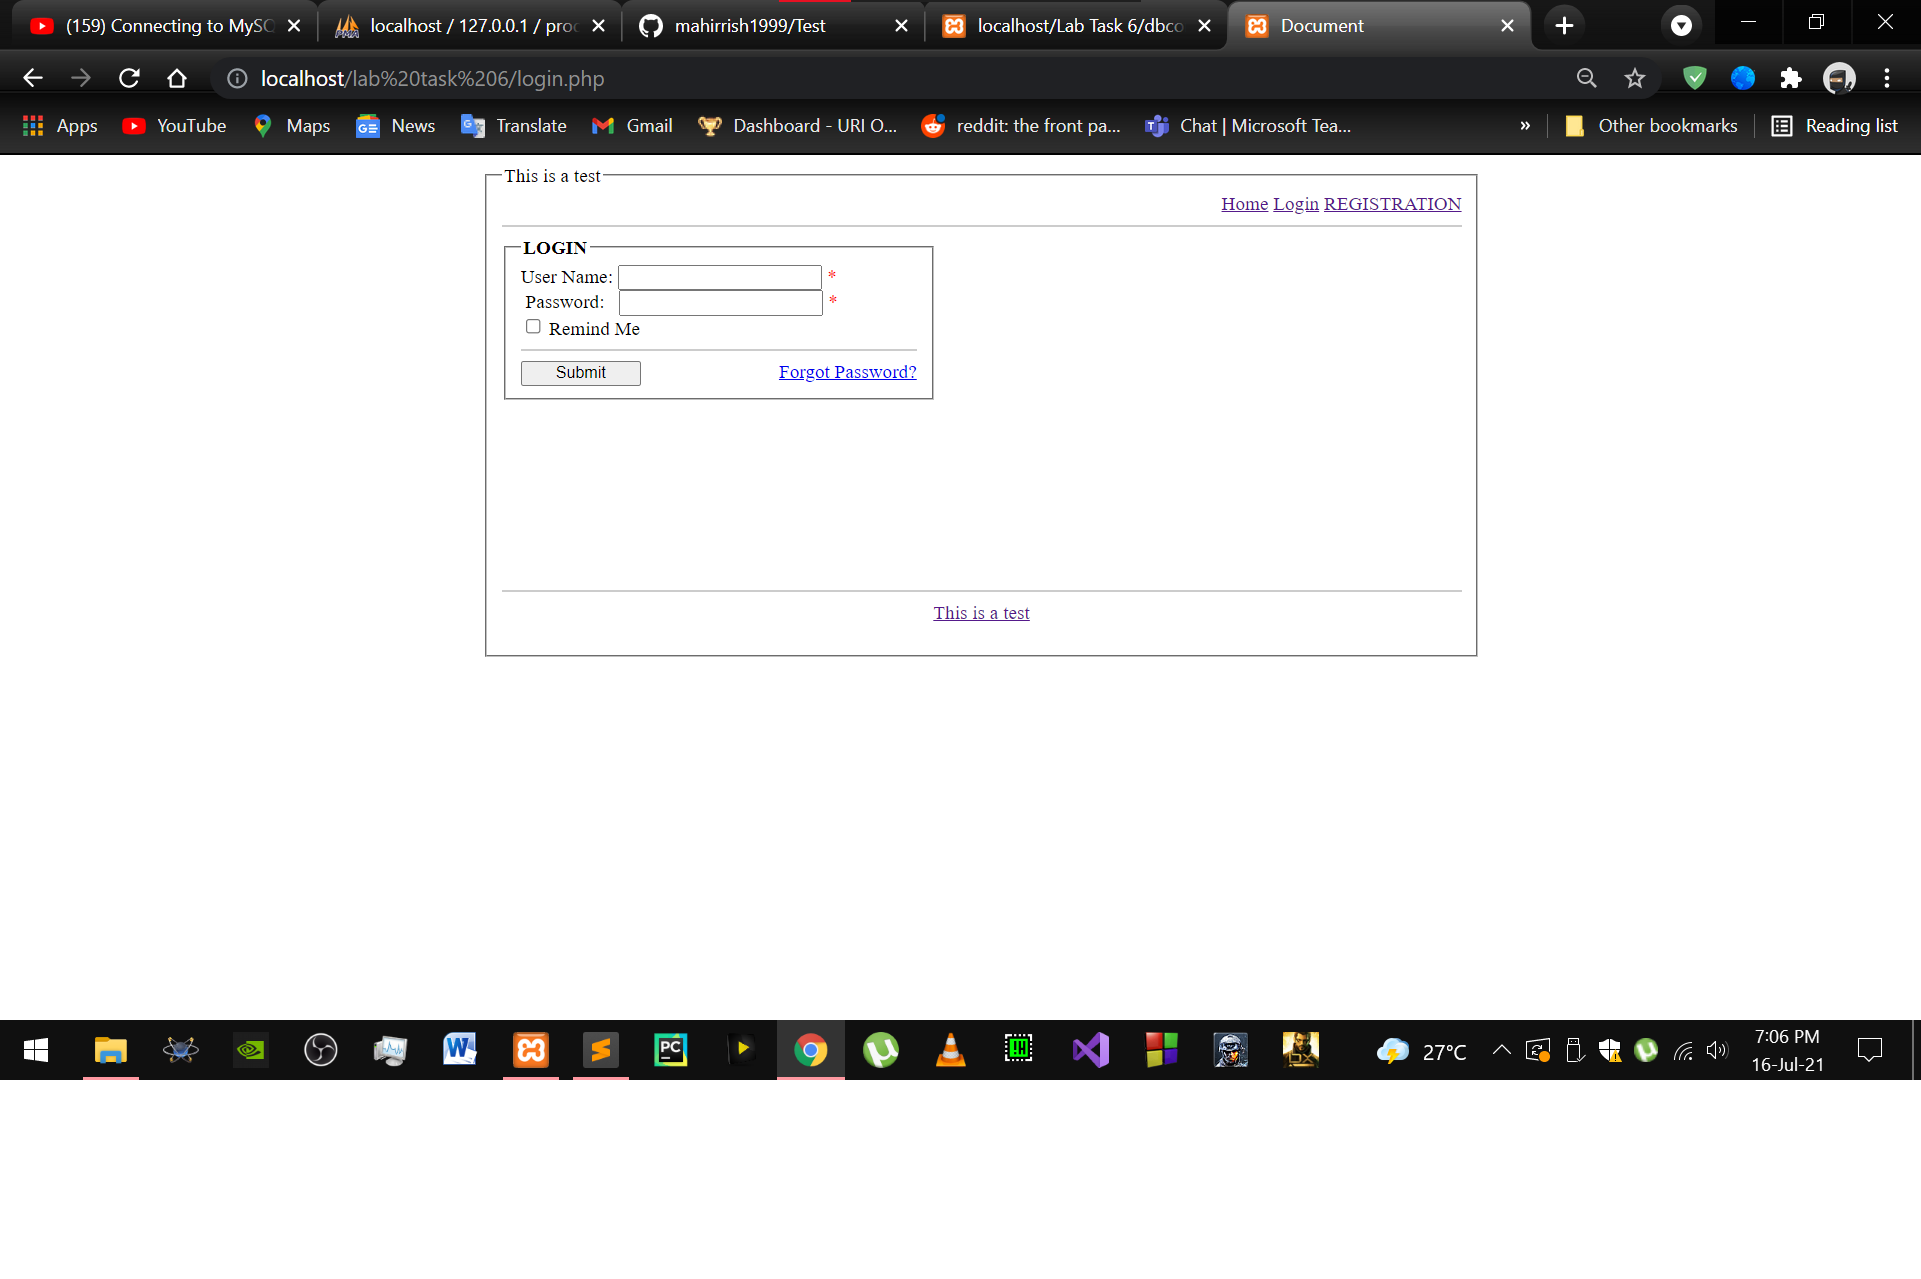 (159) Connecting to MySQ
localhost / 127.0.0.1 / proc
mahirrish1999/Test
localhost/Lab Task 6/dbco
Document
localhost/lab%20task%206/login.php
Apps YouTube Maps News Translate Gmail Dashboard - URI O... reddit: the front pa... Chat | Microsoft Tea... » Other bookmarks Reading list
This is a test
Home Login REGISTRATION
LOGIN
User Name: *
Password: *
Remind Me
Submit Forgot Password?
This is a test
27°C
7:06 PM
16-Jul-21